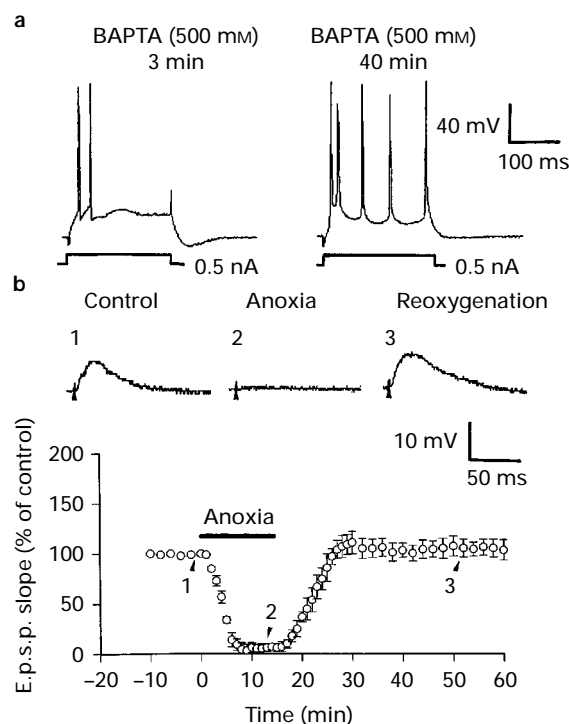 a
BAPTA (500 mM) BAPTA (500 mM)
3 min 40 min
40 mV
100 ms
0.5 nA 0.5 nA
b
Control Anoxia Reoxygenation
1 2 3
10 mV
50 ms
E.p.s.p. slope (% of control)
200
150
Anoxia
100
1 3
50
2
0
–20 –10 0 10 20 30 40 50 60
Time (min)